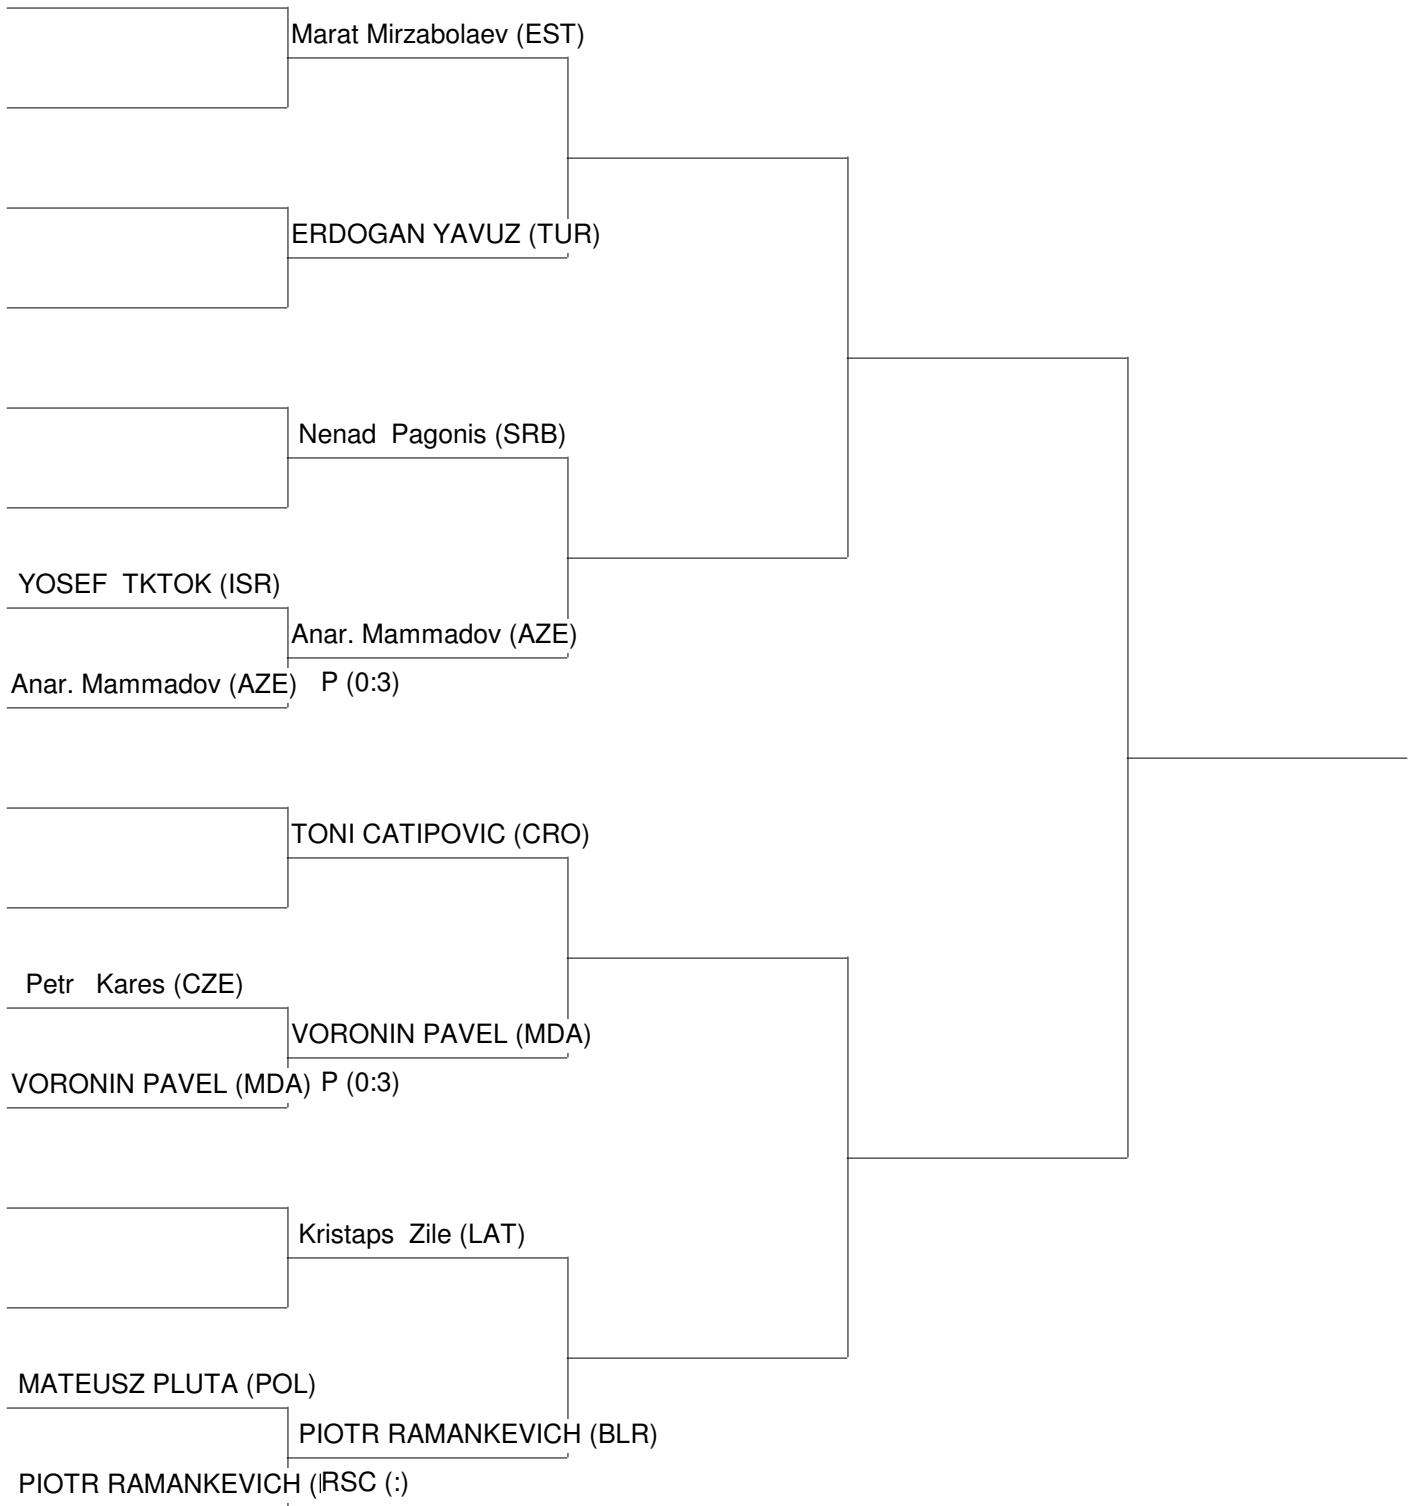 Marat Mirzabolaev (EST)
ERDOGAN YAVUZ (TUR)
Nenad  Pagonis (SRB)
YOSEF  TKTOK (ISR)
Anar. Mammadov (AZE)
Anar. Mammadov (AZE) P (0:3)
TONI CATIPOVIC (CRO)
Petr   Kares (CZE)
VORONIN PAVEL (MDA)
VORONIN PAVEL (MDA) P (0:3)
Kristaps  Zile (LAT)
MATEUSZ PLUTA (POL)
PIOTR RAMANKEVICH (BLR)
PIOTR RAMANKEVICH ( RSC (:)